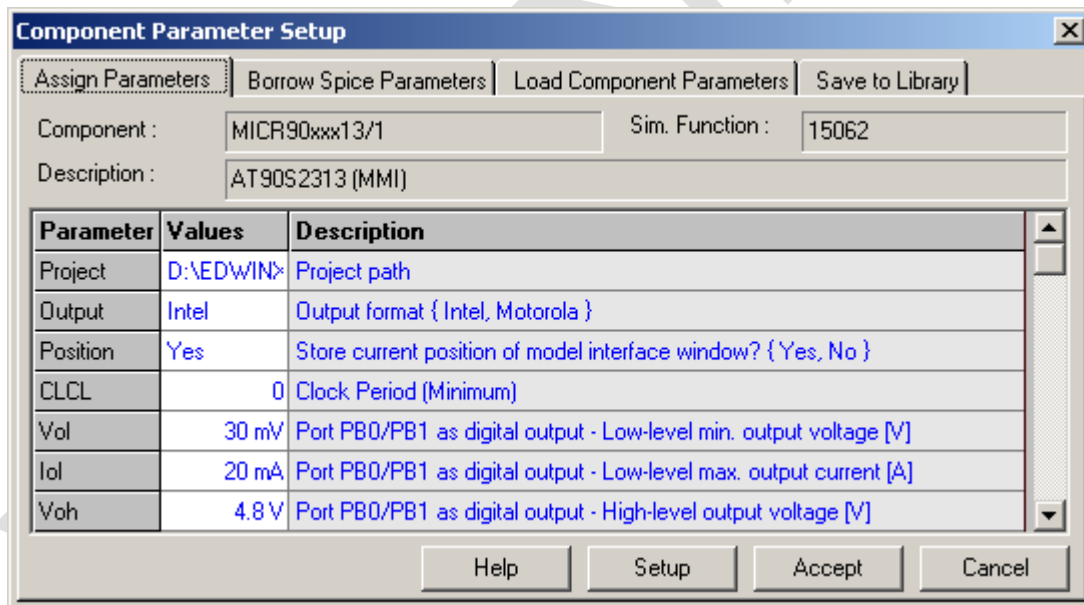 Component Parameter Setup
Assign Parameters Borrow Spice Parameters Load Component Parameters Save to Library
Component : MICR90xxx13/1 Sim. Function : 15062
Description : AT90S2313 (MMI)
Parameter Values Description
Project D:\EDWINX Project path
Output Intel Output format { Intel, Motorola }
Position Yes Store current position of model interface window? { Yes, No }
CLCL 0 Clock Period (Minimum)
Vol 30 mV Port PB0/PB1 as digital output - Low-level min. output voltage [V]
Iol 20 mA Port PB0/PB1 as digital output - Low-level max. output current [A]
Voh 4.8 V Port PB0/PB1 as digital output - High-level output voltage [V]
Help Setup Accept Cancel